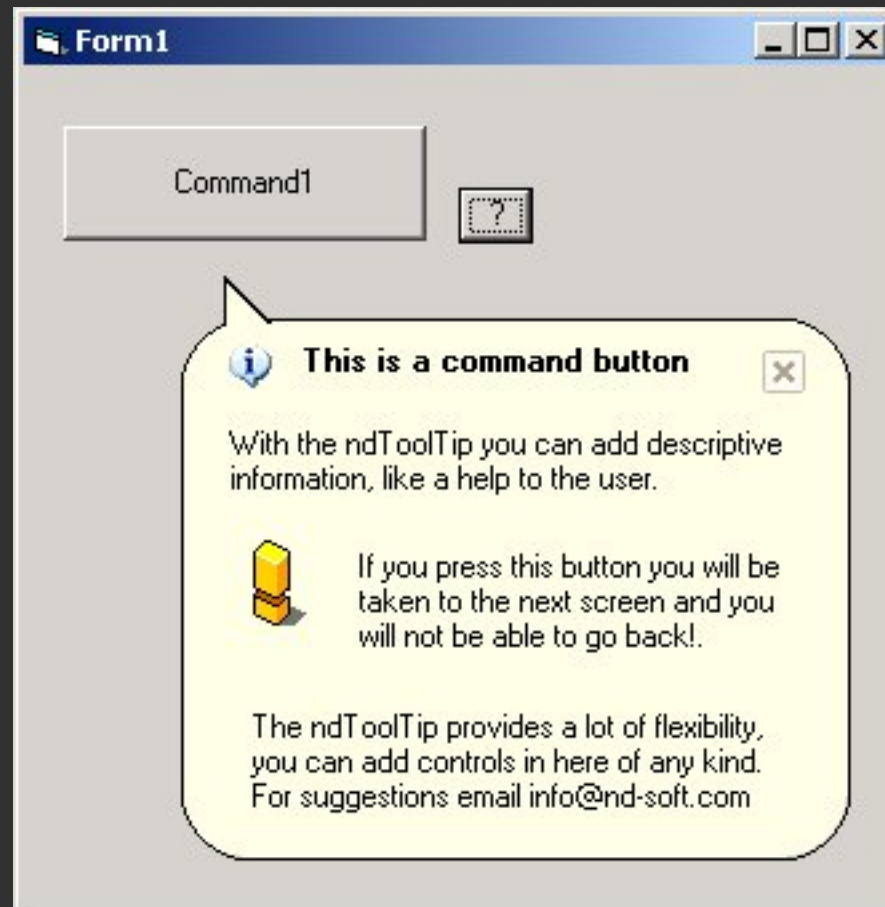 Form1
Command1
?
This is a command button
With the ndToolTip you can add descriptive
information, like a help to the user.
If you press this button you will be
taken to the next screen and you
will not be able to go back!.
The ndToolTip provides a lot of flexibility,
you can add controls in here of any kind.
For suggestions email info@nd-soft.com